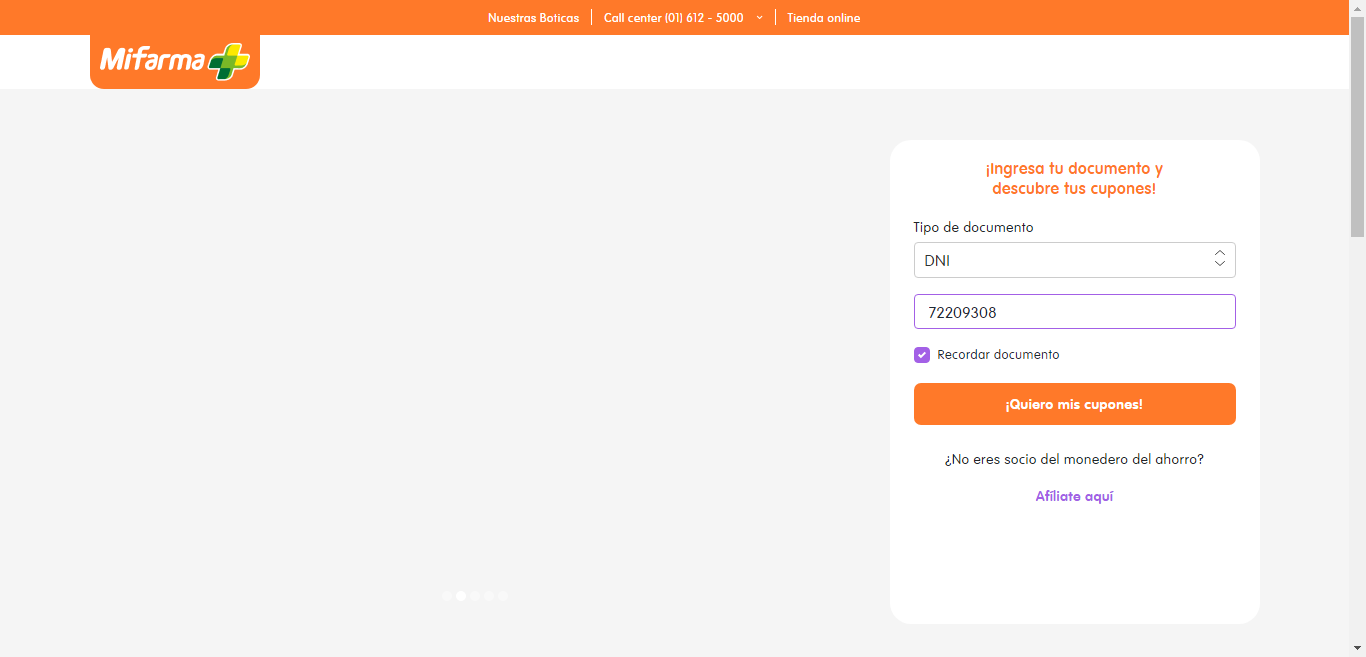 Nuestras Boticas
Call center (01) 612 - 5000
Tienda online
Mifarma
¡Ingresa tu documento y
descubre tus cupones!
Tipo de documento
DNI
72209308
Recordar documento
¡Quiero mis cupones!
¿No eres socio del monedero del ahorro?
Afíliate aquí